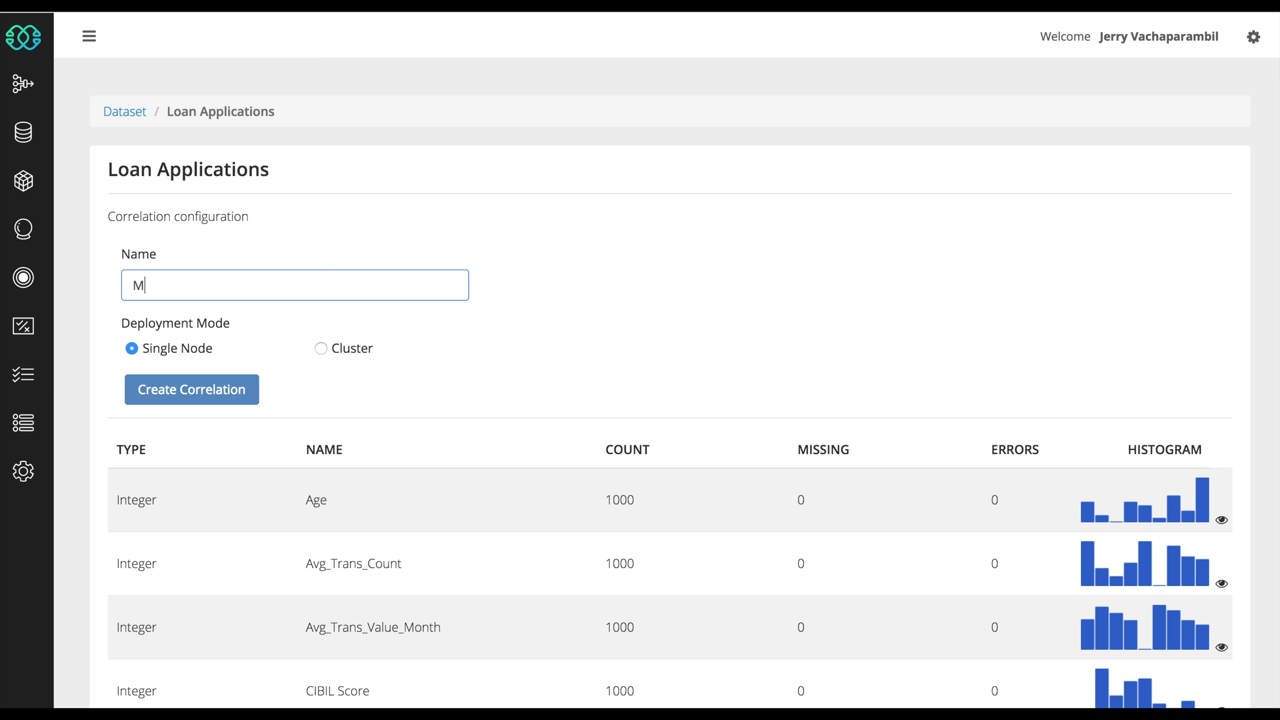 Welcome Jerry Vachaparambil
Dataset / Loan Applications
Loan Applications
Correlation configuration
Name
M
Deployment Mode
Single Node Cluster
Create Correlation
TYPE NAME COUNT MISSING ERRORS HISTOGRAM
Integer Age 1000 0 0
Integer Avg_Trans_Count 1000 0 0
Integer Avg_Trans_Value_Month 1000 0 0
Integer CIBIL Score 1000 0 0